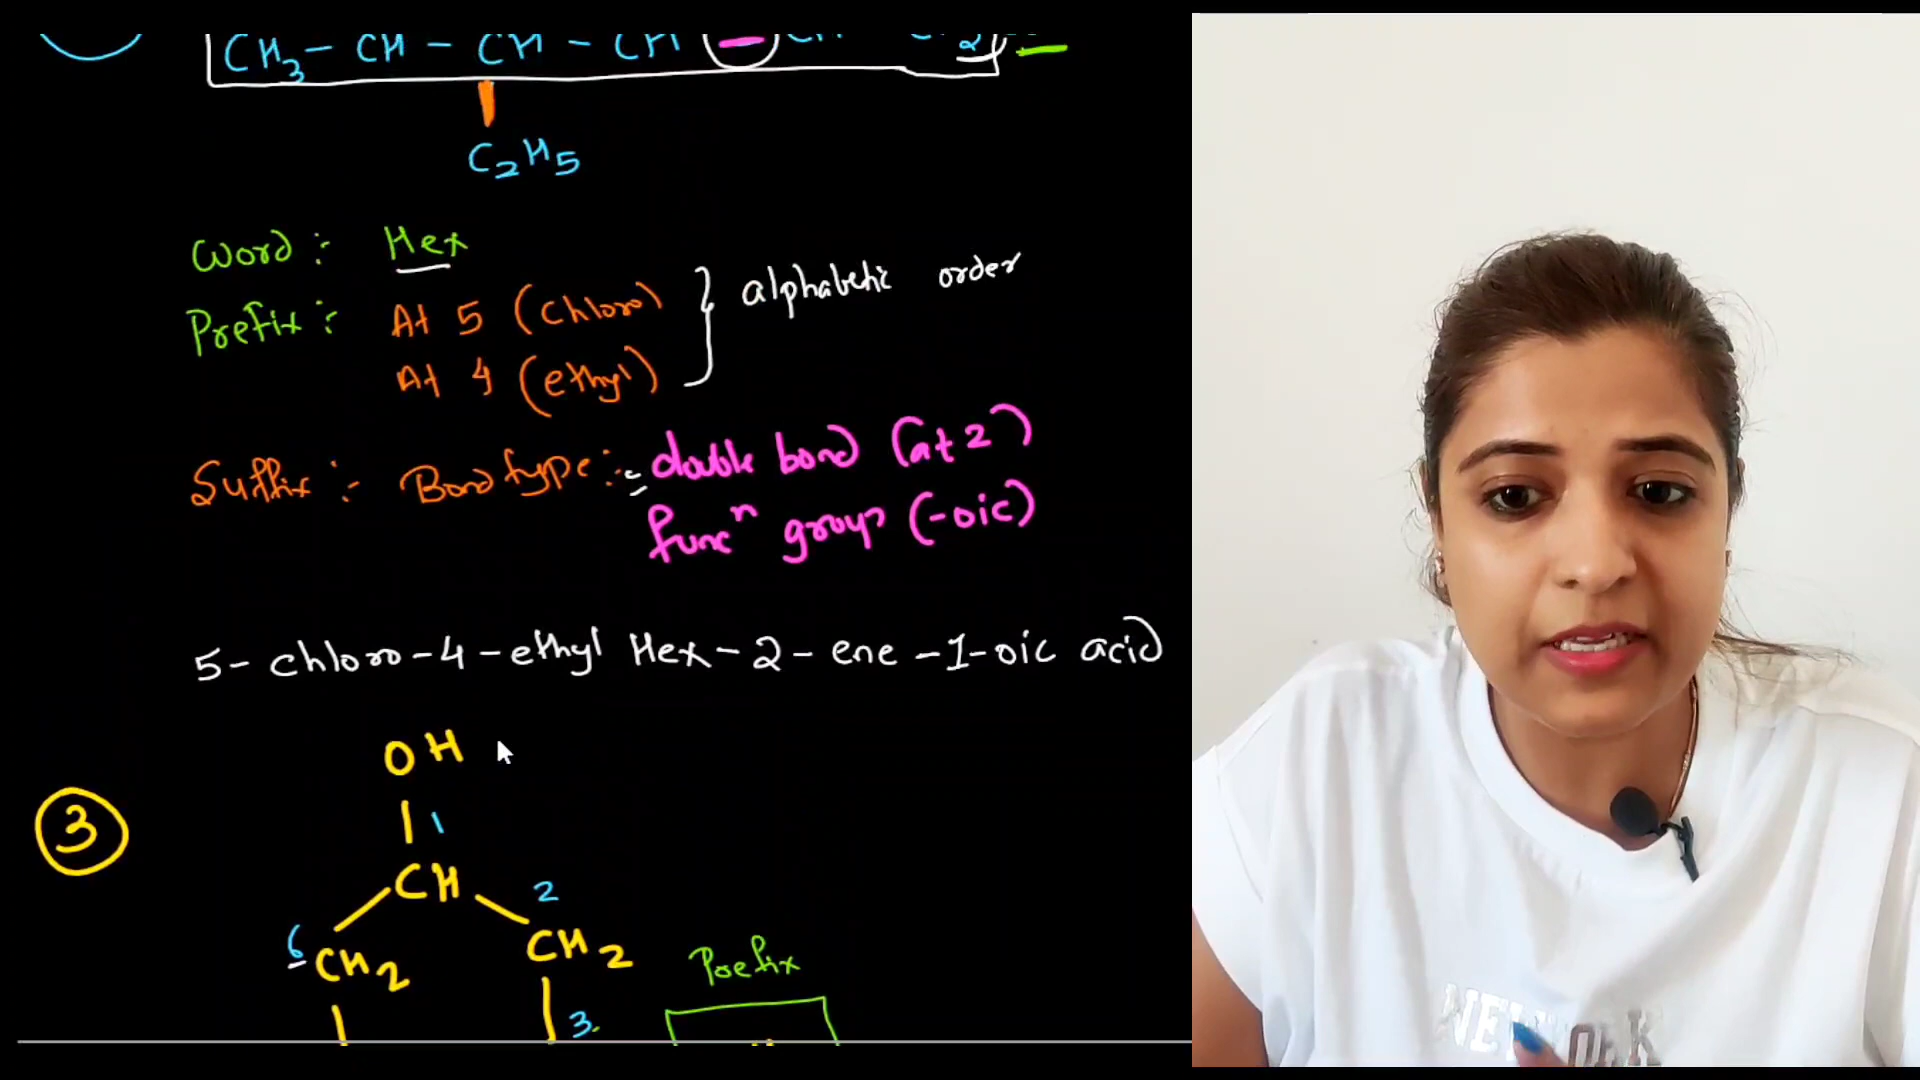 CH3 - CH - CH - CH
C2H5
Word :- Hex
Prefix :- At 5 (Chloro) } alphabetic order
At 4 (ethyl)
Suffix :- Bond type :- double bond (at 2)
funcⁿ group (-oic)
5- chloro-4-ethyl Hex-2-ene-1-oic acid
OH
3
1
CH
2
6
CH2
CH2
Prefix
3.